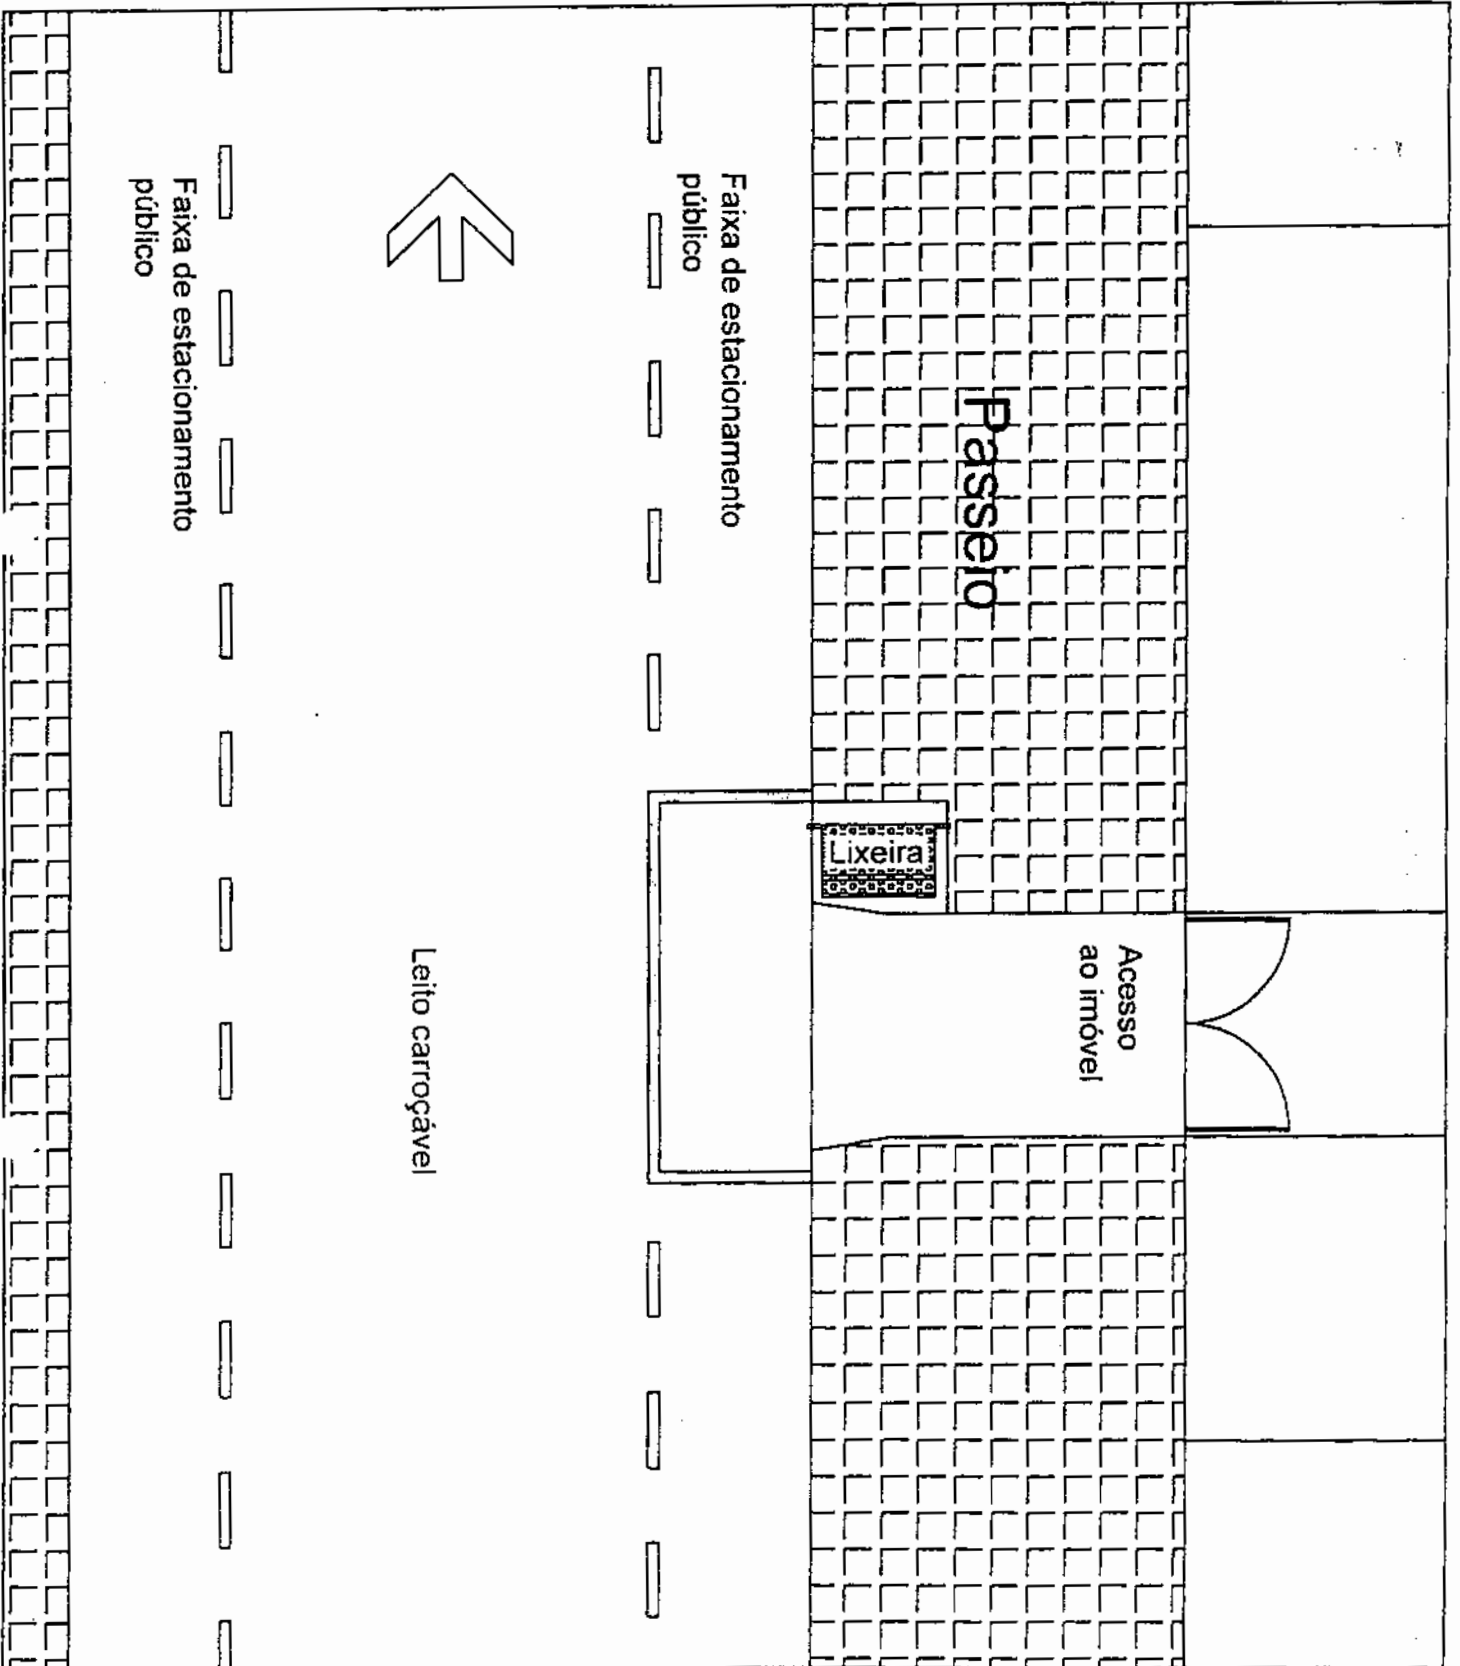 Passeio
Acesso
ao imóvel
Lixeira
Faixa de estacionamento
público
Leito carroçável
Faixa de estacionamento
público